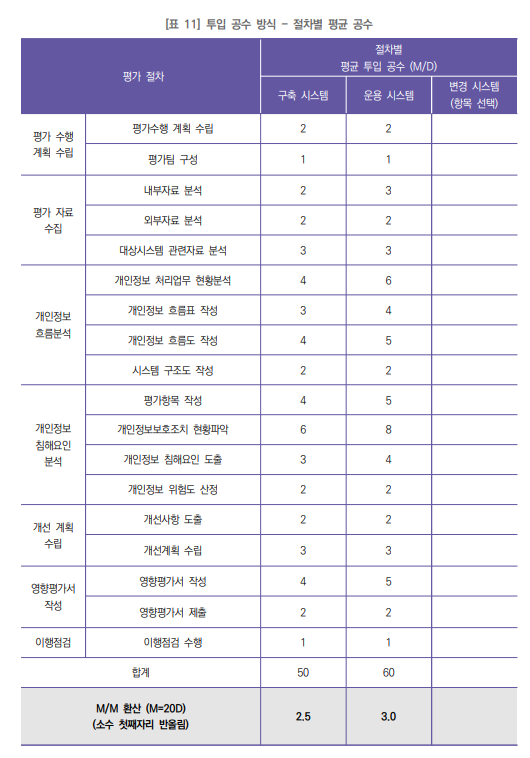 [표 11] 투입 공수 방식 - 절차별 평균 공수
평가 절차
절차별
평균 투입 공수 (M/D)
구축 시스템
운용 시스템
변경 시스템
(항목 선택)
평가 수행
계획 수립
평가수행 계획 수립 2 2
평가팀 구성 1 1
평가 자료
수집
내부자료 분석 2 3
외부자료 분석 2 2
대상시스템 관련자료 분석 3 3
개인정보
흐름분석
개인정보 처리업무 현황분석 4 6
개인정보 흐름표 작성 3 4
개인정보 흐름도 작성 4 5
시스템 구조도 작성 2 2
개인정보
침해요인
분석
평가항목 작성 4 5
개인정보보호조치 현황파악 6 8
개인정보 침해요인 도출 3 4
개인정보 위험도 산정 2 2
개선 계획
수립
개선사항 도출 2 2
개선계획 수립 3 3
영향평가서
작성
영향평가서 작성 4 5
영향평가서 제출 2 2
이행점검 이행점검 수행 1 1
합계 50 60
M/M 환산 (M=20D)
(소수 첫째자리 반올림)
2.5 3.0